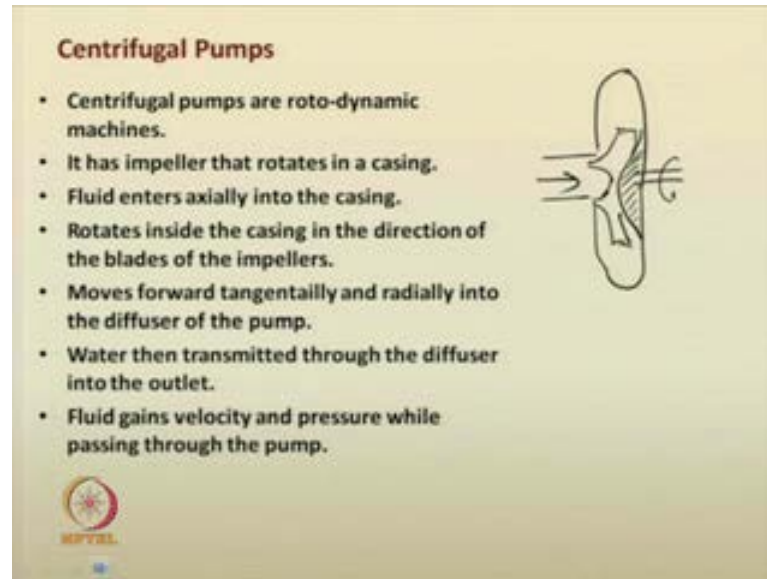 Centrifugal Pumps
• Centrifugal pumps are roto-dynamic
machines.
• It has impeller that rotates in a casing.
• Fluid enters axially into the casing.
• Rotates inside the casing in the direction of
the blades of the impellers.
• Moves forward tangentailly and radially into
the diffuser of the pump.
• Water then transmitted through the diffuser
into the outlet.
• Fluid gains velocity and pressure while
passing through the pump.
NPTEL